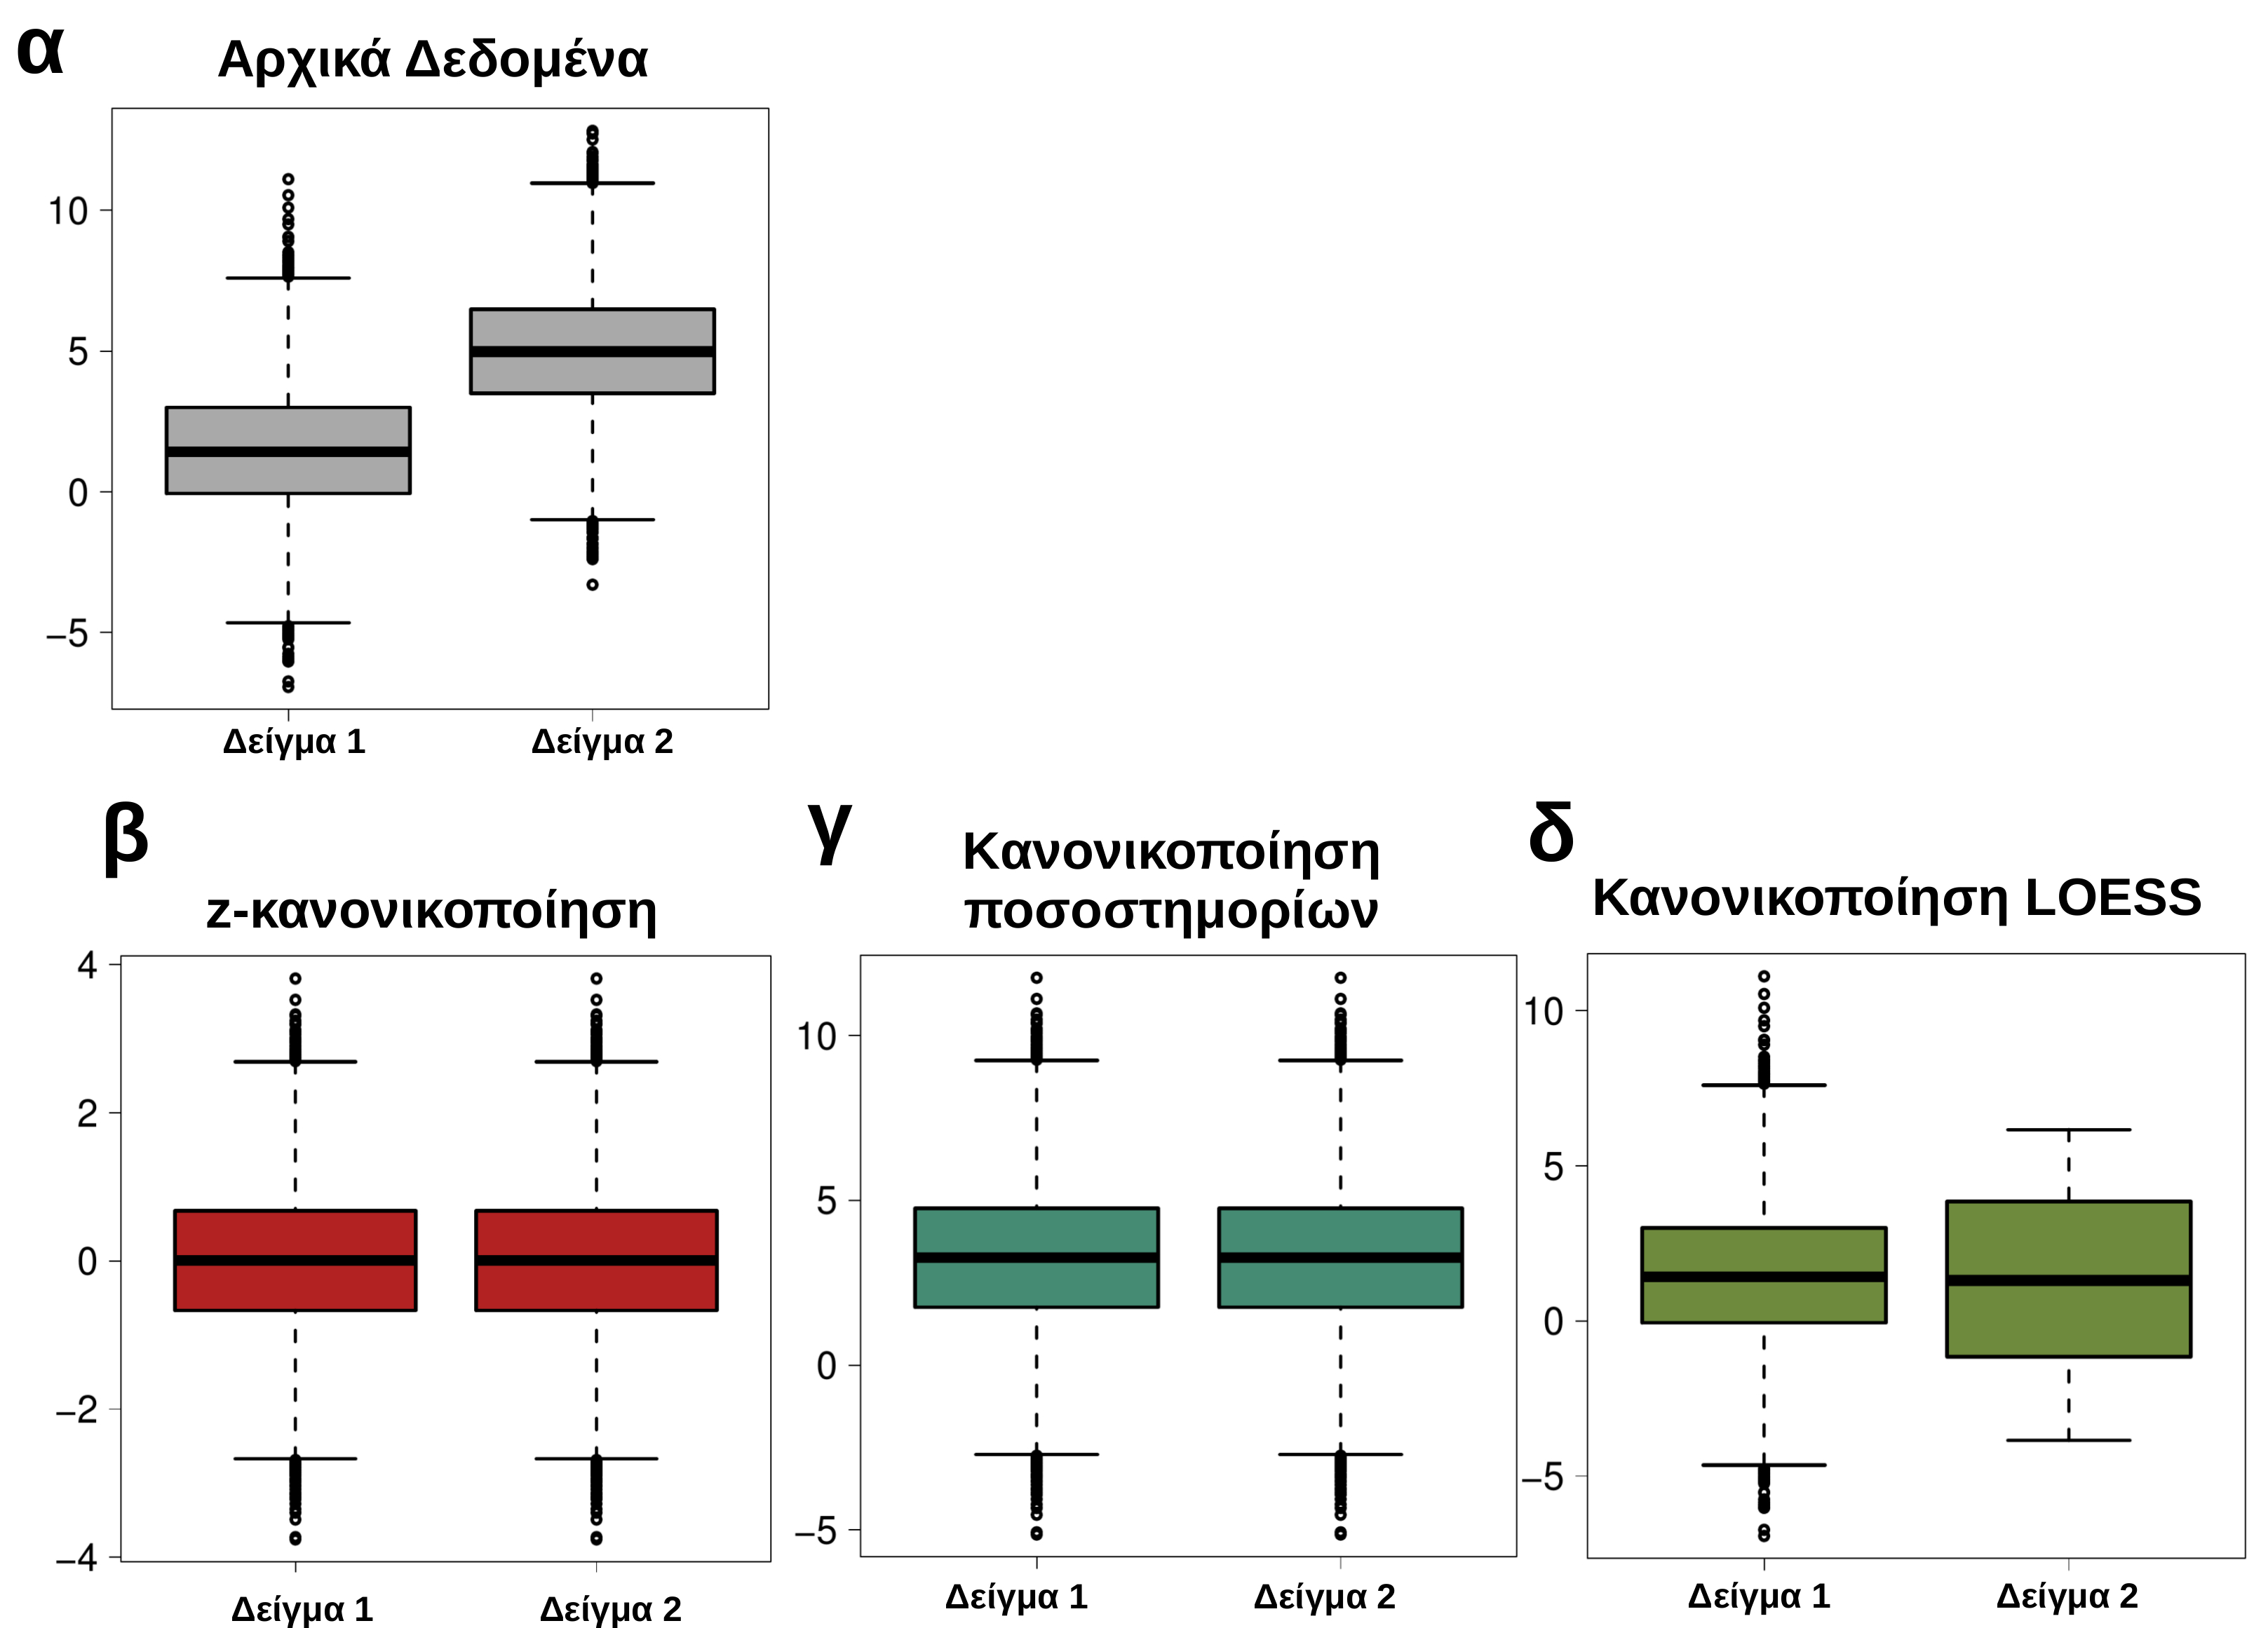 α
Αρχικά Δεδομένα
10
5
0
−5
Δείγμα 1
Δείγμα 2
β
z-κανονικοποίηση
4
2
0
−2
−4
Δείγμα 1
Δείγμα 2
γ
Κανονικοποίηση
ποσοστημορίων
10
5
0
−5
Δείγμα 1
Δείγμα 2
δ
Κανονικοποίηση LOESS
10
5
0
−5
Δείγμα 1
Δείγμα 2